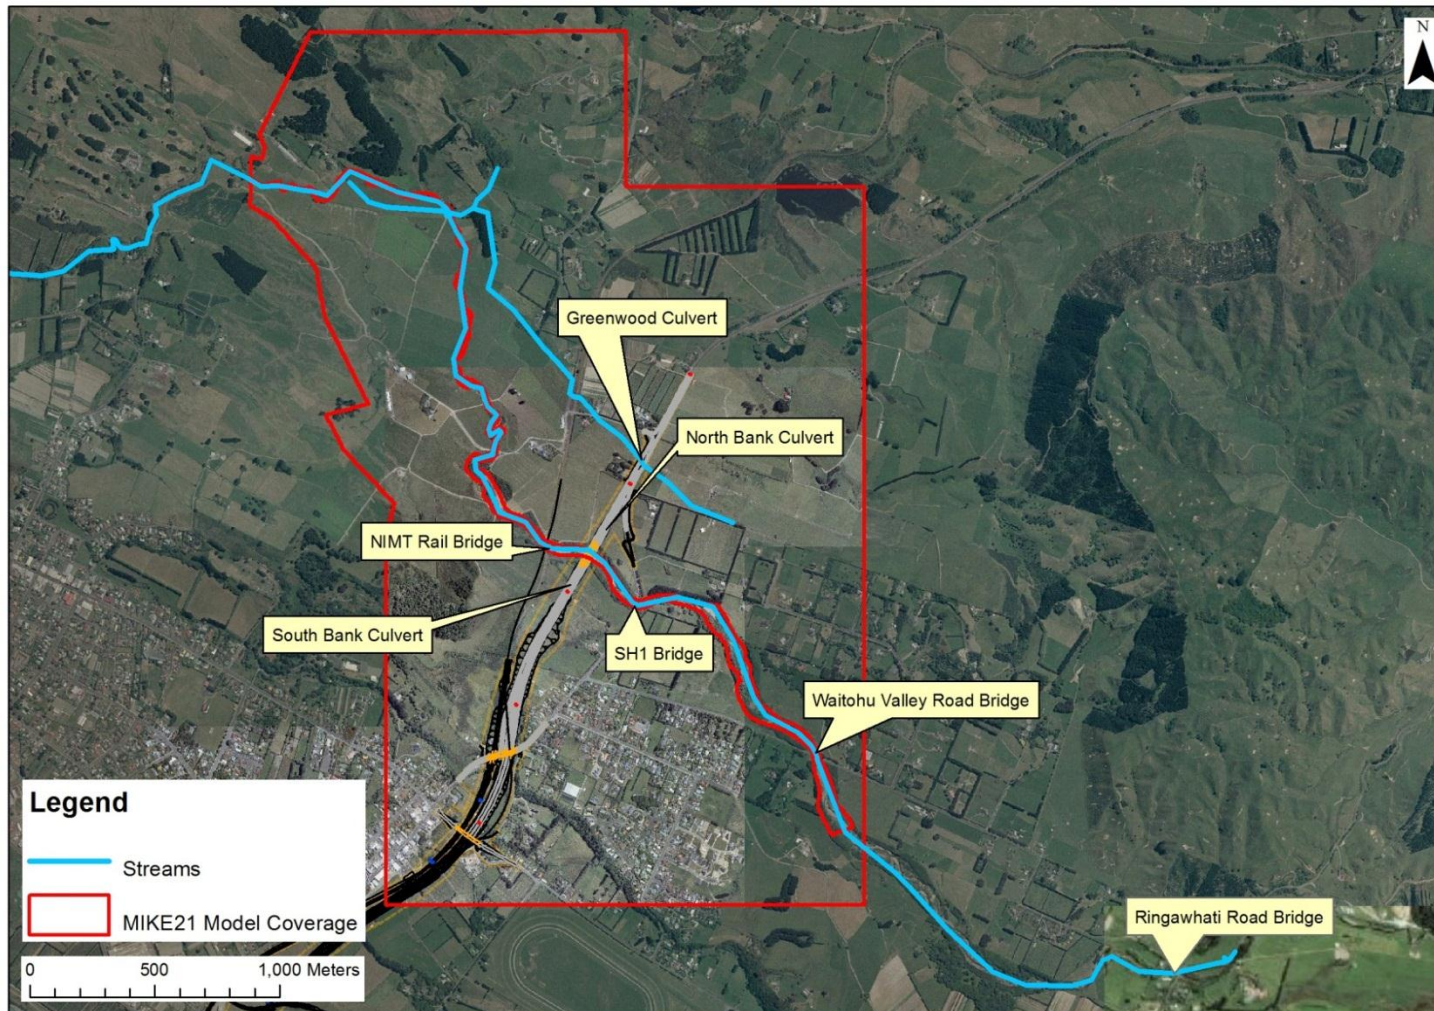 N
Greenwood Culvert
North Bank Culvert
NIMT Rail Bridge
South Bank Culvert
SH1 Bridge
Waitohu Valley Road Bridge
Ringawhati Road Bridge
Legend
Streams
MIKE21 Model Coverage
0 500 1,000 Meters